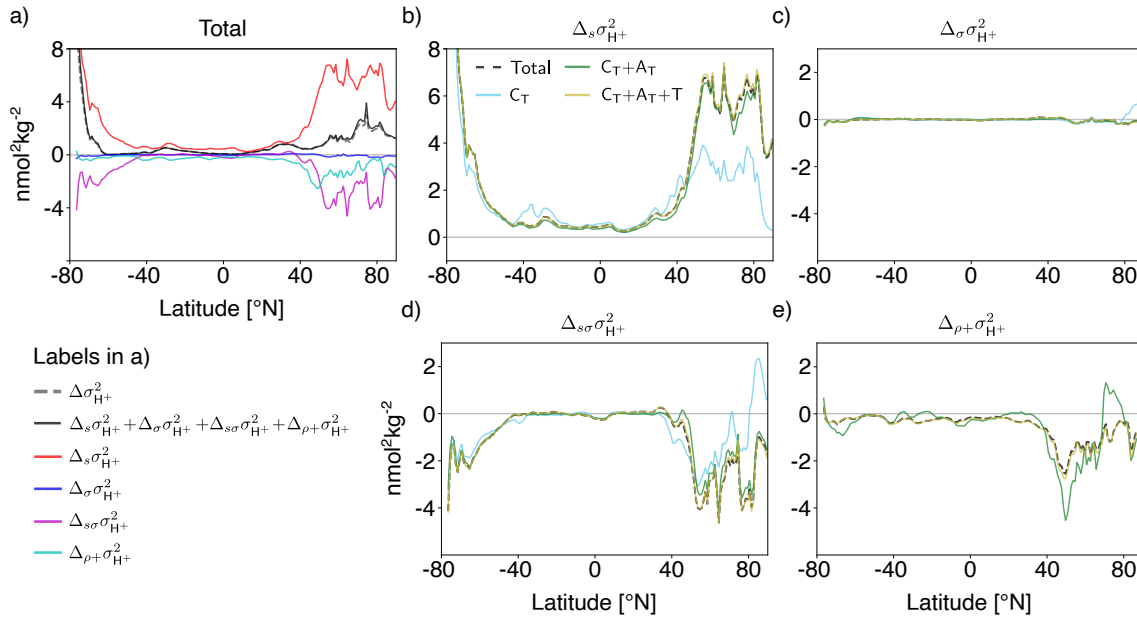 a)
Total
8
4
0
-4
nmol²kg⁻²
-80 -40 0 40 80
Latitude [°N]
b)
Δₛσ²_H+
8
6
4
2
0
Total
C_T
C_T+A_T
C_T+A_T+T
-80 -40 0 40 80
c)
Δ_σσ²_H+
2
0
-2
-4
-80 -40 0 40 80
Labels in a)
Δσ²_H+
Δₛσ²_H+ + Δ_σσ²_H+ + Δ_sσσ²_H+ + Δ_ρ+σ²_H+
Δₛσ²_H+
Δ_σσ²_H+
Δ_sσσ²_H+
Δ_ρ+σ²_H+
d)
Δ_sσσ²_H+
2
0
-2
-4
nmol²kg⁻²
-80 -40 0 40 80
Latitude [°N]
e)
Δ_ρ+σ²_H+
2
0
-2
-4
-80 -40 0 40 80
Latitude [°N]